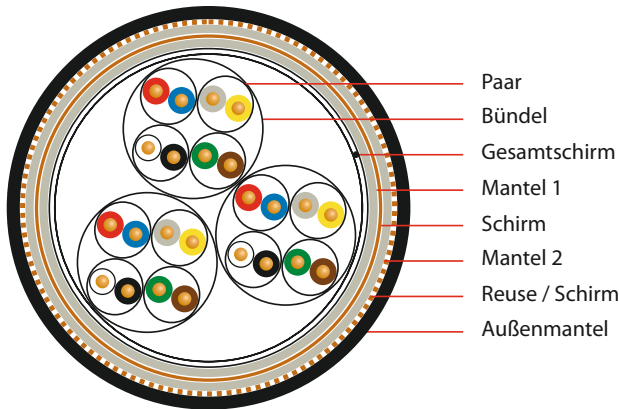 Paar
Bündel
Gesamtschirm
Mantel 1
Schirm
Mantel 2
Reuse / Schirm
Außenmantel